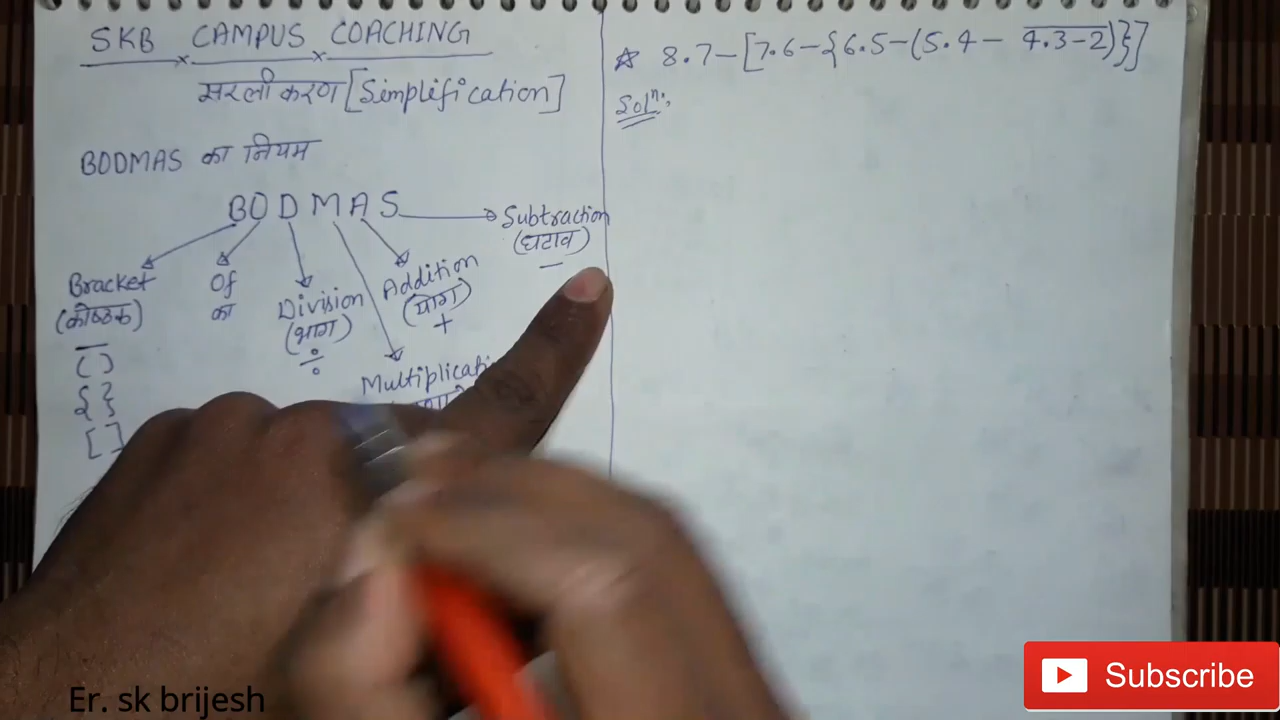 SKB CAMPUS COACHING
सरलीकरण [Simplification]
BODMAS का नियम
BODMAS
Subtraction
(घटाव)
−
Bracket
(कोष्ठक)
( )
{ }
[ ]
Of
का
Division
(भाग)
÷
Addition
(योग)
+
☆ 8.7−[7.6−{6.5−(5.4− 4.3−2)}]
Solⁿ:
Er. sk brijesh
Subscribe